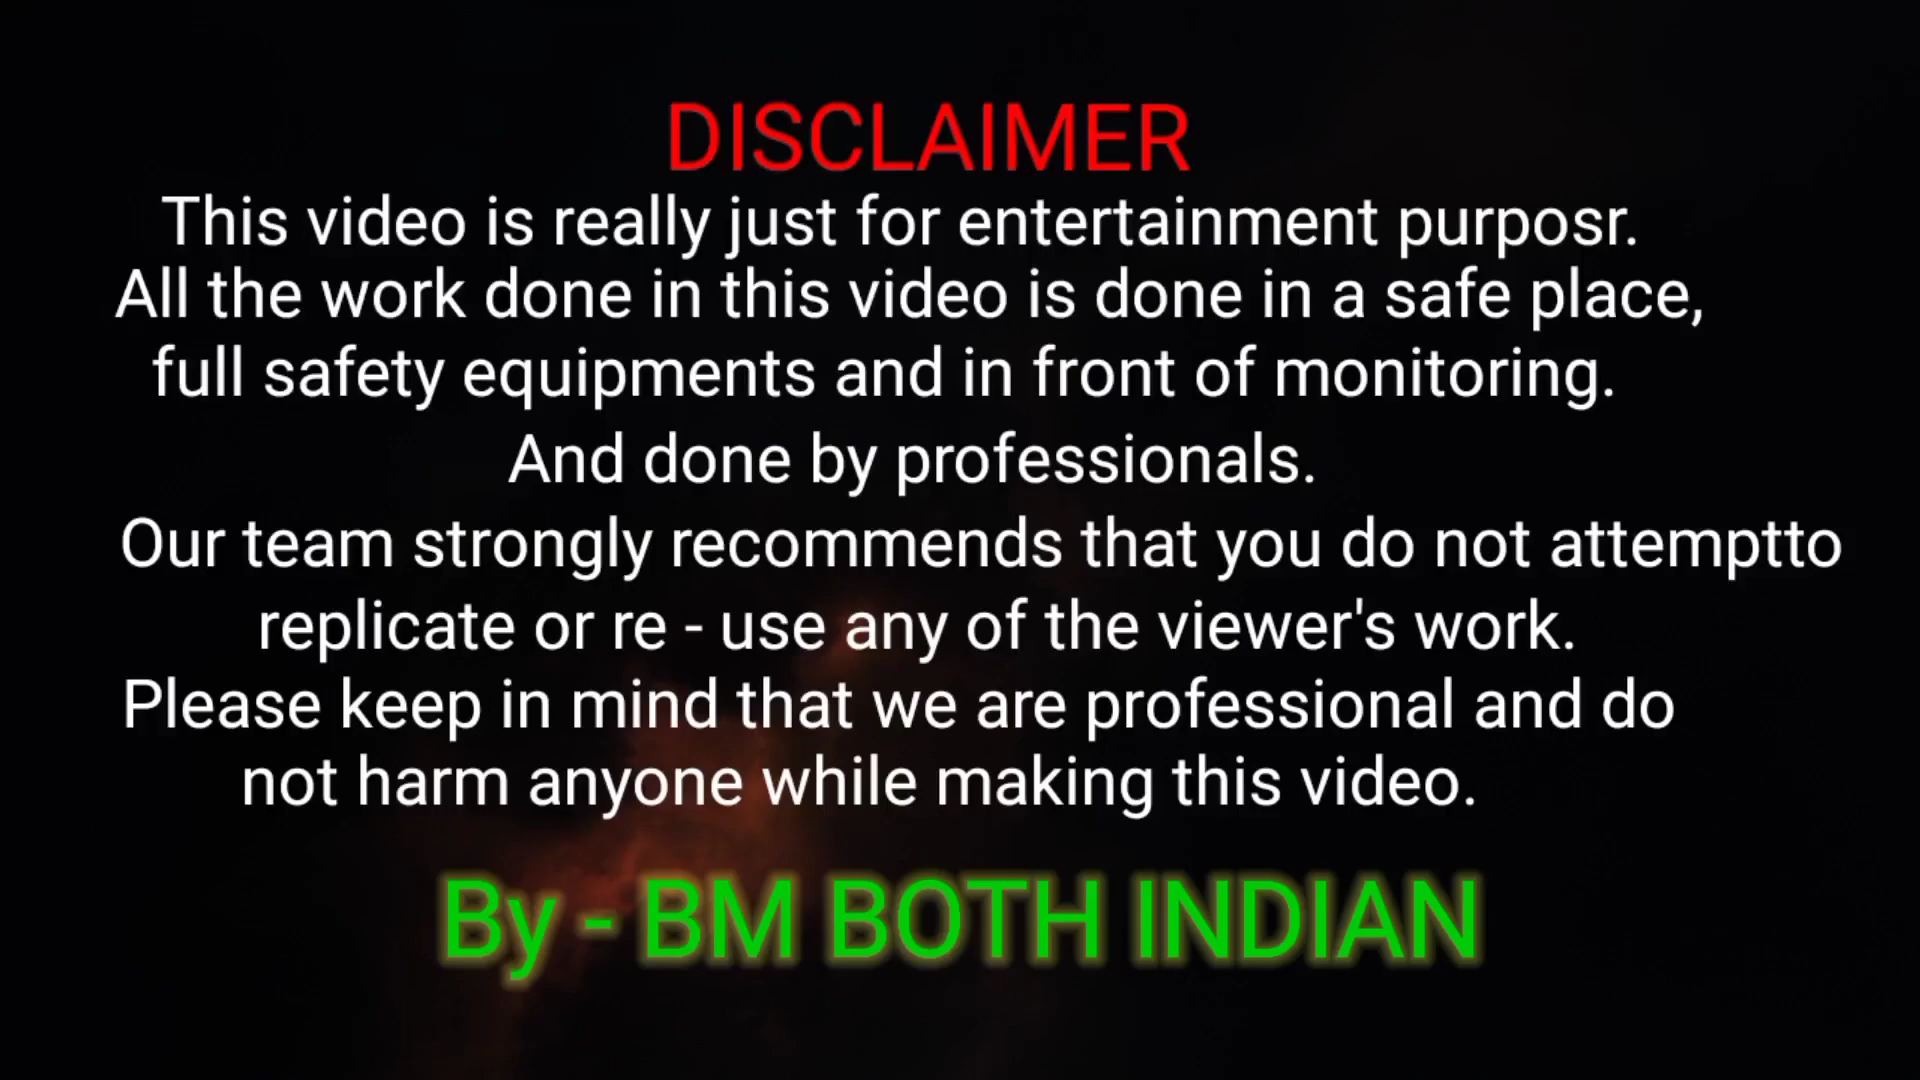 DISCLAIMER
This video is really just for entertainment purposr.
All the work done in this video is done in a safe place,
full safety equipments and in front of monitoring.
And done by professionals.
Our team strongly recommends that you do not attemptto
replicate or re - use any of the viewer's work.
Please keep in mind that we are professional and do
not harm anyone while making this video.
By - BM BOTH INDIAN